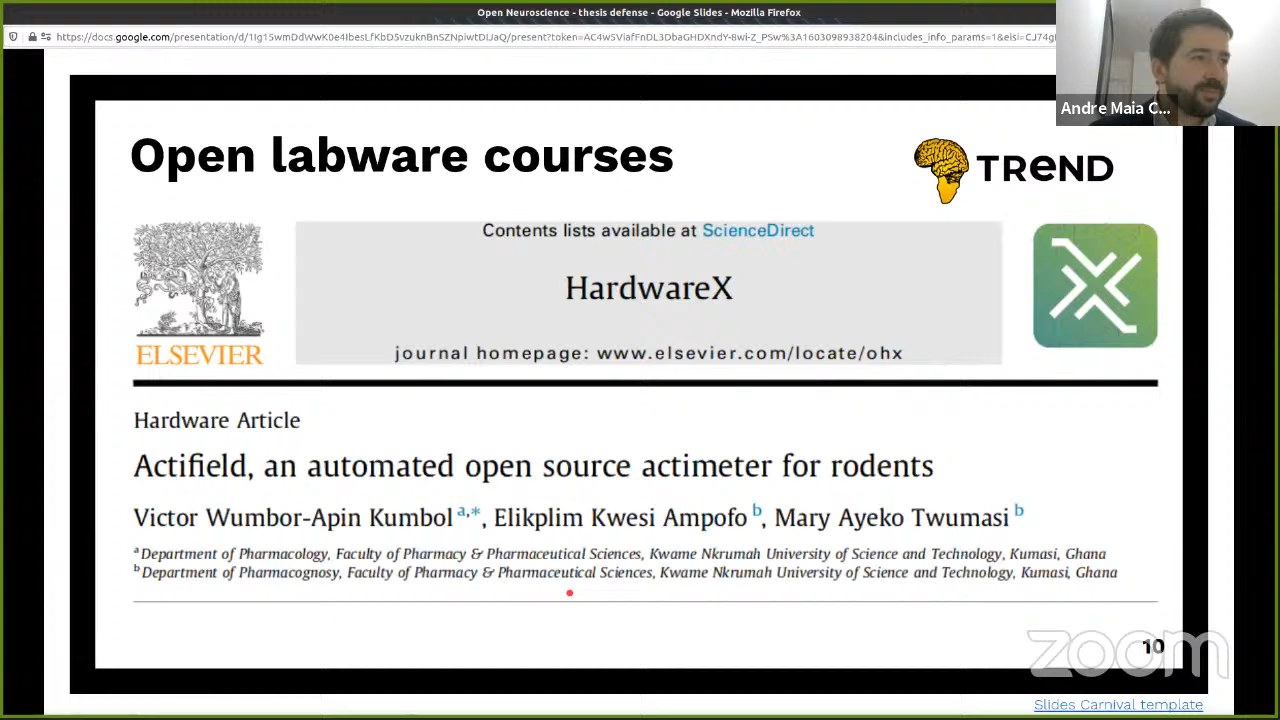 Open Neuroscience - thesis defense - Google Slides - Mozilla Firefox
Andre Maia C...
Open labware courses
TREND
Contents lists available at ScienceDirect
HardwareX
journal homepage: www.elsevier.com/locate/ohx
ELSEVIER
Hardware Article
Actifield, an automated open source actimeter for rodents
Victor Wumbor-Apin Kumbol a,*, Elikplim Kwesi Ampofo b, Mary Ayeko Twumasi b
a Department of Pharmacology, Faculty of Pharmacy & Pharmaceutical Sciences, Kwame Nkrumah University of Science and Technology, Kumasi, Ghana
b Department of Pharmacognosy, Faculty of Pharmacy & Pharmaceutical Sciences, Kwame Nkrumah University of Science and Technology, Kumasi, Ghana
10
zoom
Slides Carnival template